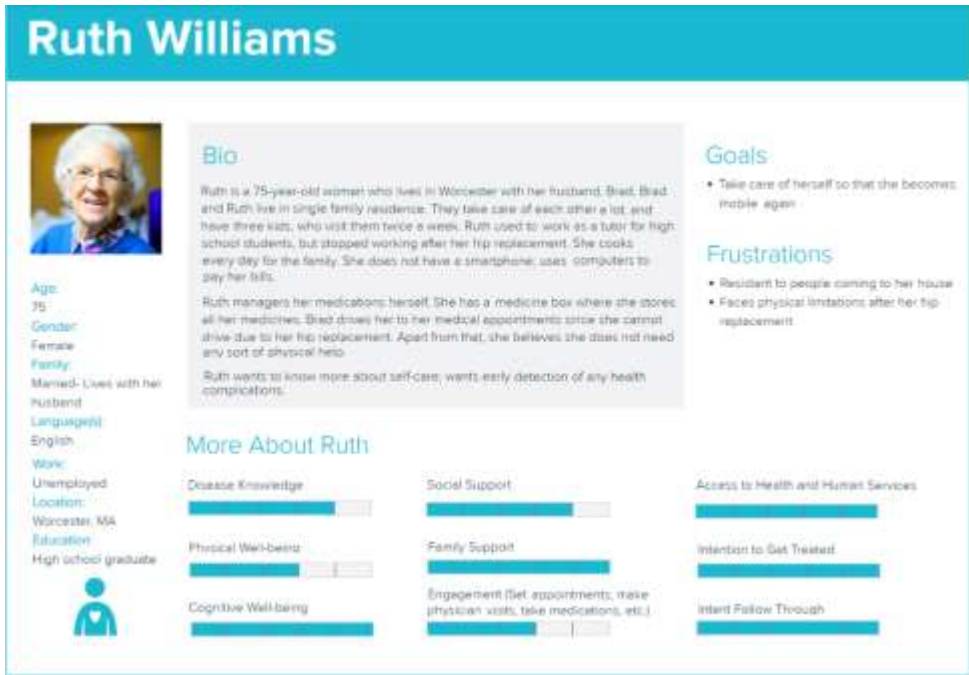 Ruth Williams
Bio
Ruth is a 75-year-old woman who lives in Worcester with her husband, Brad. Brad
and Ruth live in single family residence. They take care of each other a lot, and
have three kids, who visit them twice a week. Ruth used to work as a tutor for high
school students, but stopped working after her hip replacement. She cooks
every day for the family. She does not have a smartphone; uses computers to
pay her bills.
Ruth managers her medications herself. She has a medicine box where she stores
all her medicines. Brad drives her to her medical appointments since she cannot
drive due to her hip replacement. Apart from that, she believes she does not need
any sort of physical help.
Ruth wants to know more about self-care; wants early detection of any health
complications.
Goals
• Take care of herself so that she becomes
mobile again
Frustrations
• Resistant to people coming to her house
• Faces physical limitations after her hip
replacement
Age:
75
Gender:
Female
Family:
Married- Lives with her
husband
Language(s):
English
Work:
Unemployed
Location:
Worcester, MA
Education:
High school graduate
More About Ruth
Disease Knowledge
Physical Well-being
Cognitive Well-being
Social Support
Family Support
Engagement (Set appointments, make
physician visits, take medications, etc.)
Access to Health and Human Services
Intention to Get Treated
Intent Follow Through